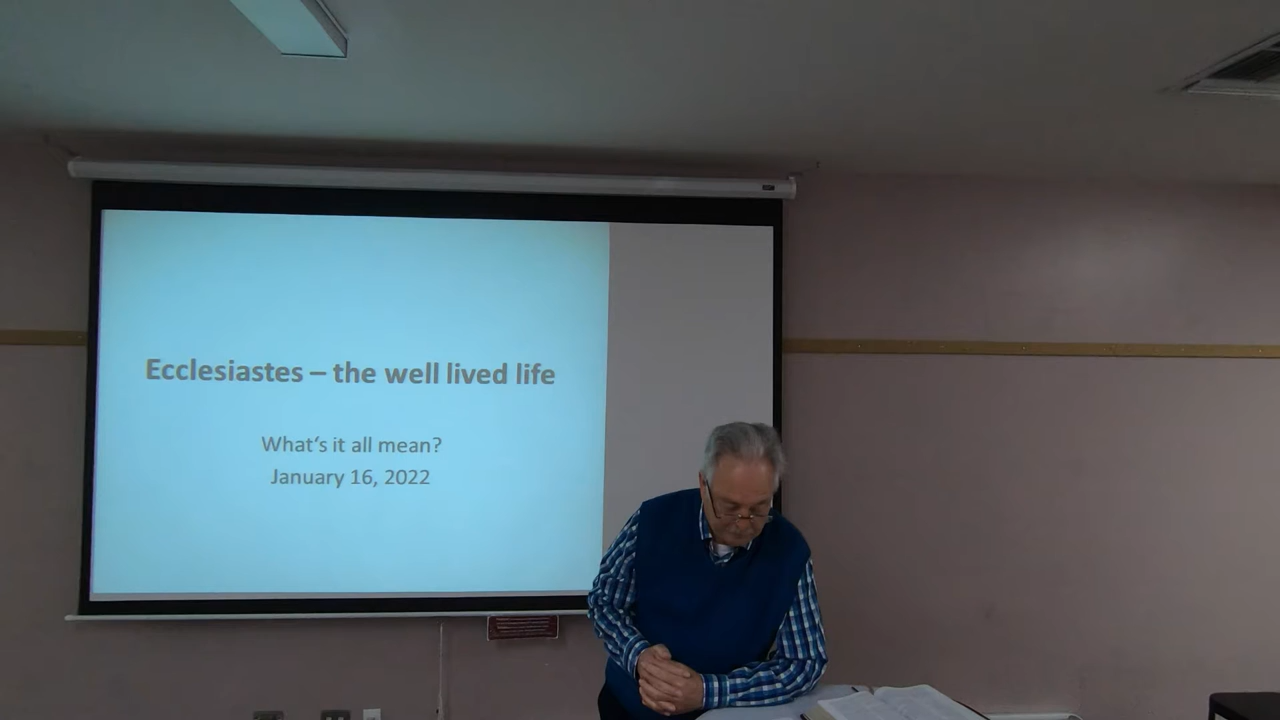 Ecclesiastes – the well lived life
What's it all mean?
January 16, 2022